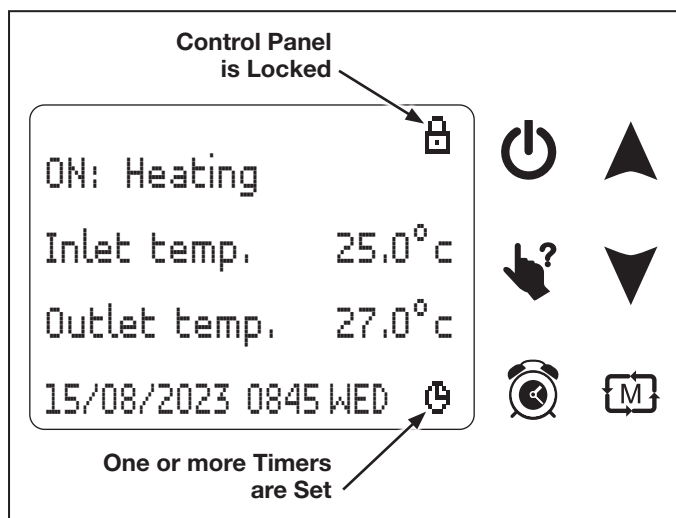 Control Panel
is Locked
ON: Heating
Inlet temp. 25.0°c
Outlet temp. 27.0°c
15/08/2023 0845 WED
?
M
One or more Timers
are Set